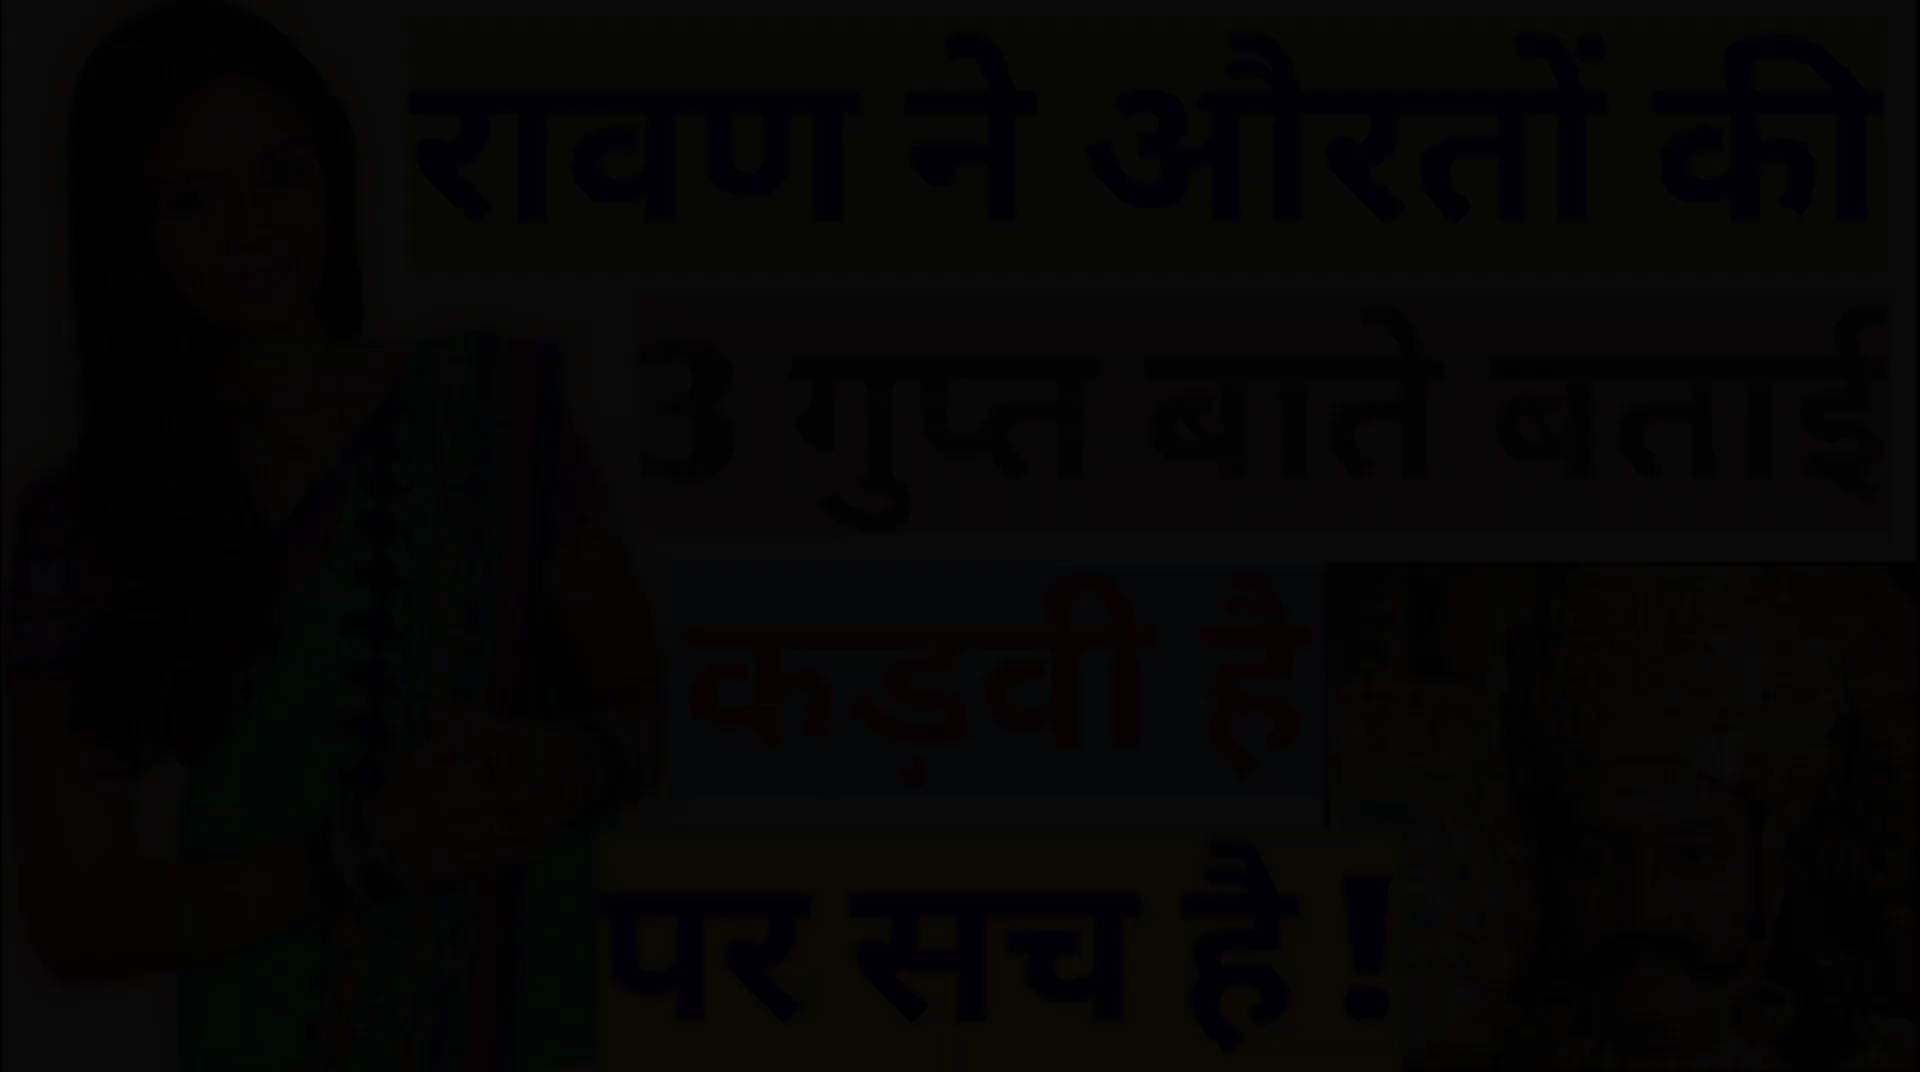 रावण ने औरतों की
3 गुप्त बाते बताई
कड़वी है
पर सच है !